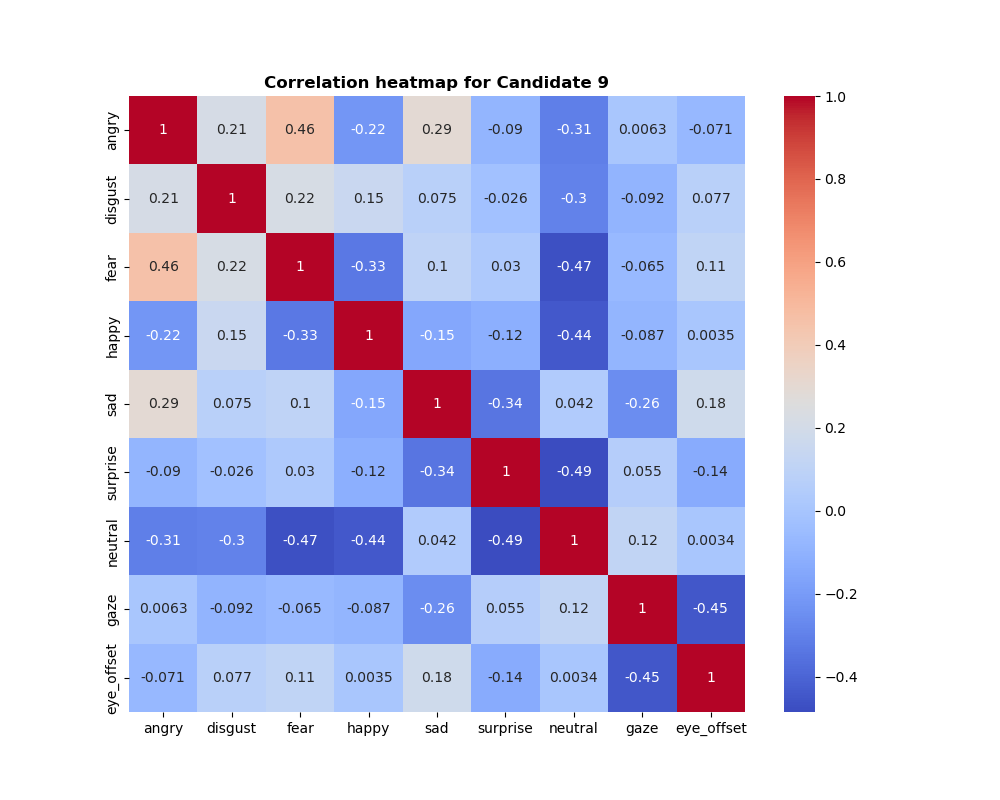 Correlation heatmap for Candidate 9
angry 1 0.21 0.46 -0.22 0.29 -0.09 -0.31 0.0063 -0.071
disgust 0.21 1 0.22 0.15 0.075 -0.026 -0.3 -0.092 0.077
fear 0.46 0.22 1 -0.33 0.1 0.03 -0.47 -0.065 0.11
happy -0.22 0.15 -0.33 1 -0.15 -0.12 -0.44 -0.087 0.0035
sad 0.29 0.075 0.1 -0.15 1 -0.34 0.042 -0.26 0.18
surprise -0.09 -0.026 0.03 -0.12 -0.34 1 -0.49 0.055 -0.14
neutral -0.31 -0.3 -0.47 -0.44 0.042 -0.49 1 0.12 0.0034
gaze 0.0063 -0.092 -0.065 -0.087 -0.26 0.055 0.12 1 -0.45
eye_offset -0.071 0.077 0.11 0.0035 0.18 -0.14 0.0034 -0.45 1
angry disgust fear happy sad surprise neutral gaze eye_offset
1.0
0.8
0.6
0.4
0.2
0.0
−0.2
−0.4